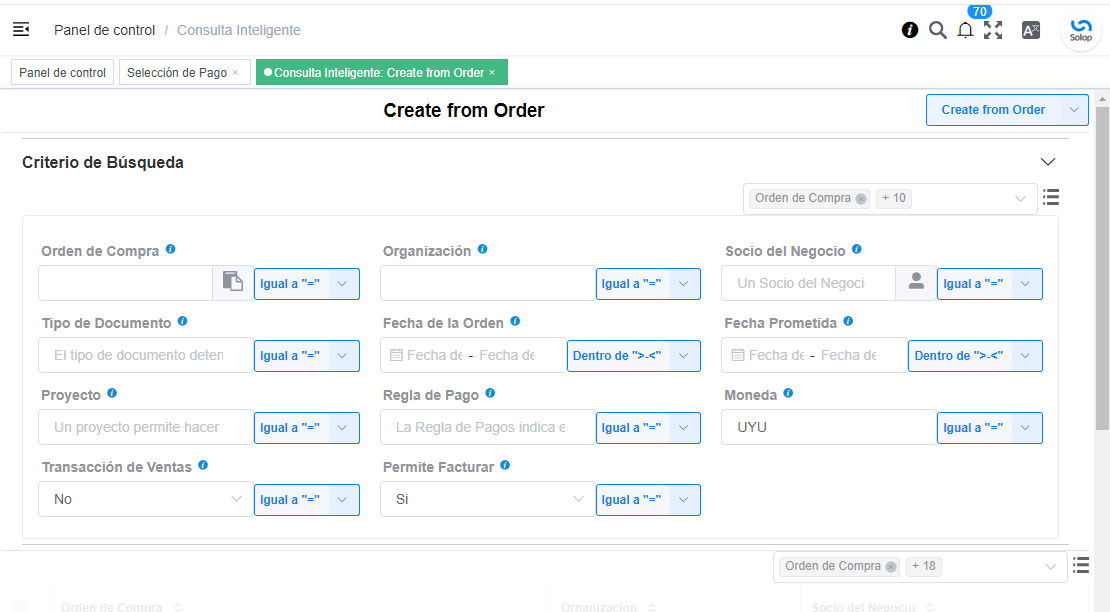 Panel de control / Consulta Inteligente
70
Solop
Panel de control
Selección de Pago ×
Consulta Inteligente: Create from Order ×
Create from Order
Create from Order
Criterio de Búsqueda
Orden de Compra + 10
Orden de Compra
Organización
Socio del Negocio
Igual a "="
Igual a "="
Un Socio del Negoci
Igual a "="
Tipo de Documento
Fecha de la Orden
Fecha Prometida
El tipo de documento deten
Igual a "="
Fecha de - Fecha de
Dentro de ">-<"
Fecha de - Fecha de
Dentro de ">-<"
Proyecto
Regla de Pago
Moneda
Un proyecto permite hacer
Igual a "="
La Regla de Pagos indica e
Igual a "="
UYU
Igual a "="
Transacción de Ventas
Permite Facturar
No
Igual a "="
Si
Igual a "="
Orden de Compra + 18
Orden de Compra
Organización
Socio del Negocio